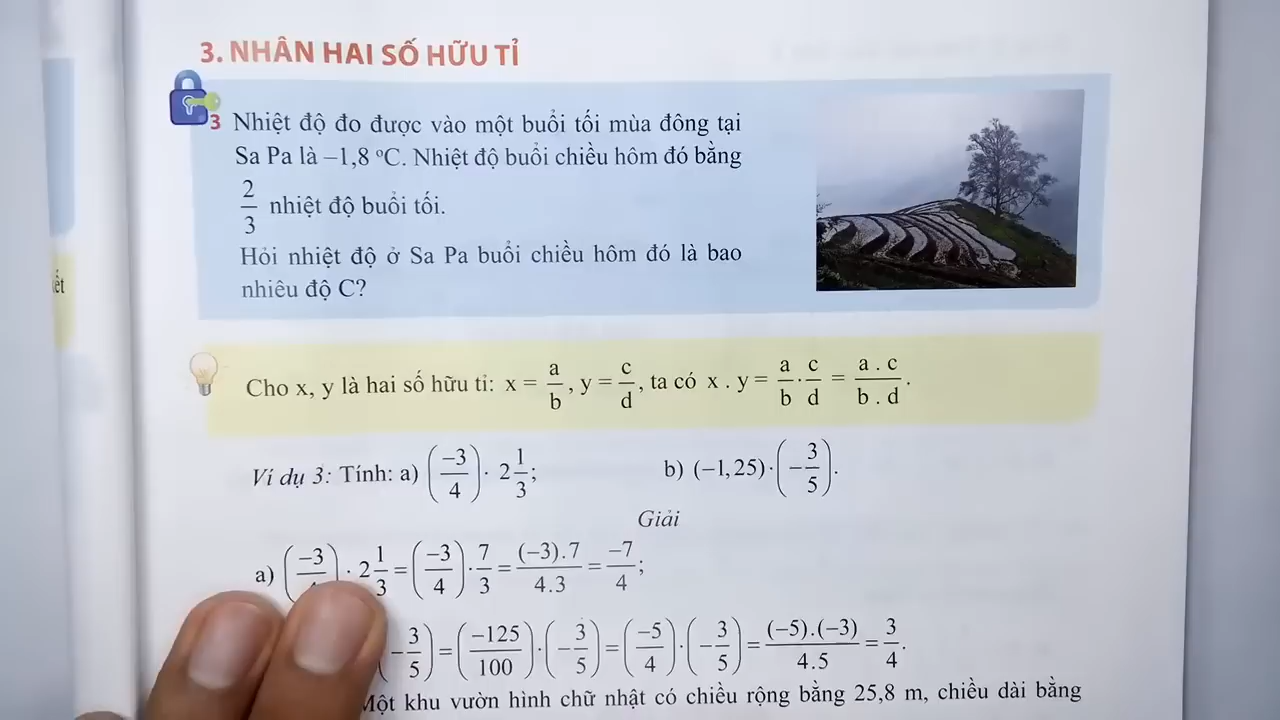 3. NHÂN HAI SỐ HỮU TỈ
3 Nhiệt độ đo được vào một buổi tối mùa đông tại
Sa Pa là –1,8 °C. Nhiệt độ buổi chiều hôm đó bằng
2/3 nhiệt độ buổi tối.
Hỏi nhiệt độ ở Sa Pa buổi chiều hôm đó là bao
nhiêu độ C?
Cho x, y là hai số hữu tỉ: x = a/b, y = c/d, ta có x . y = a/b · c/d = (a . c)/(b . d).
Ví dụ 3: Tính: a) (–3/4) · 2 1/3; b) (–1,25) · (–3/5).
Giải
a) (–3/4) · 2 1/3 = (–3/4) · 7/3 = ((–3).7)/(4.3) = –7/4;
(–3/5) = (–125/100) · (–3/5) = (–5/4) · (–3/5) = ((–5).(–3))/(4.5) = 3/4.
Một khu vườn hình chữ nhật có chiều rộng bằng 25,8 m, chiều dài bằng